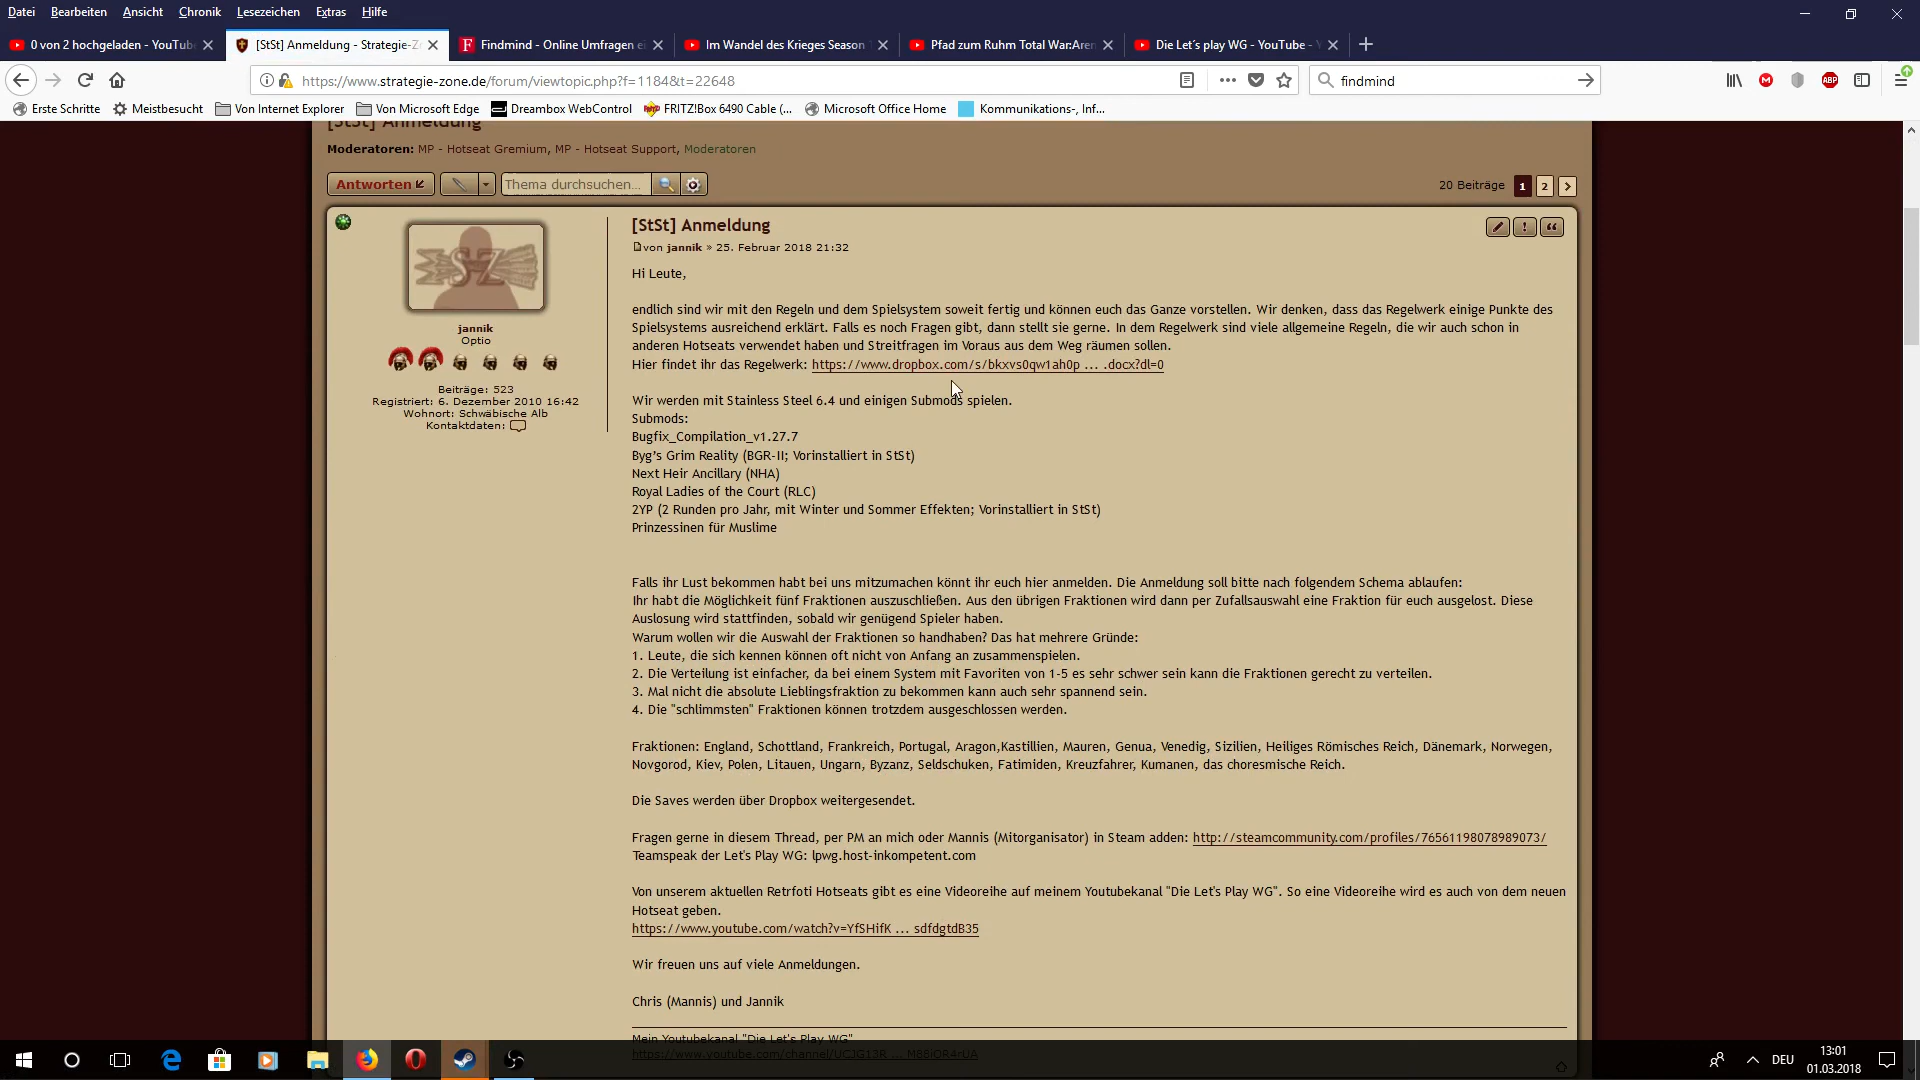 Datei Bearbeiten Ansicht Chronik Lesezeichen Extras Hilfe
0 von 2 hochgeladen - YouTub
[StSt] Anmeldung - Strategie-Z
Findmind - Online Umfragen e
Im Wandel des Krieges Season
Pfad zum Ruhm Total War:Aren
Die Let's play WG - YouTube -
https://www.strategie-zone.de/forum/viewtopic.php?f=1184&t=22648
findmind
ABP
Erste Schritte Meistbesucht Von Internet Explorer Von Microsoft Edge Dreambox WebControl FRITZ!Box 6490 Cable (... Microsoft Office Home Kommunikations-, Inf...
[StSt] Anmeldung
Moderatoren: MP - Hotseat Gremium, MP - Hotseat Support, Moderatoren
Antworten
Thema durchsuchen...
20 Beiträge 1 2
SZ
jannik
Optio
Beiträge: 523
Registriert: 6. Dezember 2010 16:42
Wohnort: Schwäbische Alb
Kontaktdaten:
[StSt] Anmeldung
von jannik » 25. Februar 2018 21:32
Hi Leute,
endlich sind wir mit den Regeln und dem Spielsystem soweit fertig und können euch das Ganze vorstellen. Wir denken, dass das Regelwerk einige Punkte des
Spielsystems ausreichend erklärt. Falls es noch Fragen gibt, dann stellt sie gerne. In dem Regelwerk sind viele allgemeine Regeln, die wir auch schon in
anderen Hotseats verwendet haben und Streitfragen im Voraus aus dem Weg räumen sollen.
Hier findet ihr das Regelwerk: https://www.dropbox.com/s/bkxvs0qw1ah0p ... .docx?dl=0
Wir werden mit Stainless Steel 6.4 und einigen Submods spielen.
Submods:
Bugfix_Compilation_v1.27.7
Byg's Grim Reality (BGR-II; Vorinstalliert in StSt)
Next Heir Ancillary (NHA)
Royal Ladies of the Court (RLC)
2YP (2 Runden pro Jahr, mit Winter und Sommer Effekten; Vorinstalliert in StSt)
Prinzessinen für Muslime
Falls ihr Lust bekommen habt bei uns mitzumachen könnt ihr euch hier anmelden. Die Anmeldung soll bitte nach folgendem Schema ablaufen:
Ihr habt die Möglichkeit fünf Fraktionen auszuschließen. Aus den übrigen Fraktionen wird dann per Zufallsauswahl eine Fraktion für euch ausgelost. Diese
Auslosung wird stattfinden, sobald wir genügend Spieler haben.
Warum wollen wir die Auswahl der Fraktionen so handhaben? Das hat mehrere Gründe:
1. Leute, die sich kennen können oft nicht von Anfang an zusammenspielen.
2. Die Verteilung ist einfacher, da bei einem System mit Favoriten von 1-5 es sehr schwer sein kann die Fraktionen gerecht zu verteilen.
3. Mal nicht die absolute Lieblingsfraktion zu bekommen kann auch sehr spannend sein.
4. Die "schlimmsten" Fraktionen können trotzdem ausgeschlossen werden.
Fraktionen: England, Schottland, Frankreich, Portugal, Aragon,Kastillien, Mauren, Genua, Venedig, Sizilien, Heiliges Römisches Reich, Dänemark, Norwegen,
Novgorod, Kiev, Polen, Litauen, Ungarn, Byzanz, Seldschuken, Fatimiden, Kreuzfahrer, Kumanen, das choresmische Reich.
Die Saves werden über Dropbox weitergesendet.
Fragen gerne in diesem Thread, per PM an mich oder Mannis (Mitorganisator) in Steam adden: http://steamcommunity.com/profiles/76561198078989073/
Teamspeak der Let's Play WG: lpwg.host-inkompetent.com
Von unserem aktuellen Retrfoti Hotseats gibt es eine Videoreihe auf meinem Youtubekanal "Die Let's Play WG". So eine Videoreihe wird es auch von dem neuen
Hotseat geben.
https://www.youtube.com/watch?v=YfSHifK ... sdfdgtdB35
Wir freuen uns auf viele Anmeldungen.
Chris (Mannis) und Jannik
Mein Youtubekanal "Die Let's Play WG"
DEU
13:01
01.03.2018